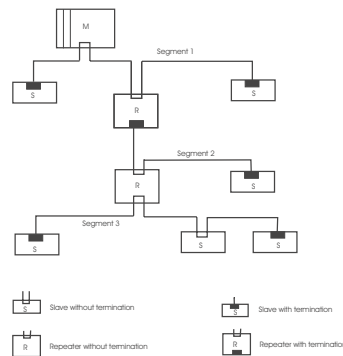 M
Segment 1
S
S
R
Segment 2
R
S
Segment 3
S
S
S
S
Slave without termination
S
Slave with termination
R
Repeater without termination
R
Repeater with terminatio